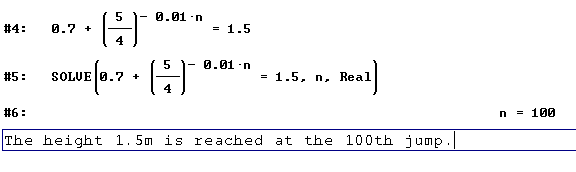 #4: 0.7 + (5/4)^(- 0.01·n) = 1.5
#5: SOLVE(0.7 + (5/4)^(- 0.01·n) = 1.5, n, Real)
#6: n = 100
The height 1.5m is reached at the 100th jump.